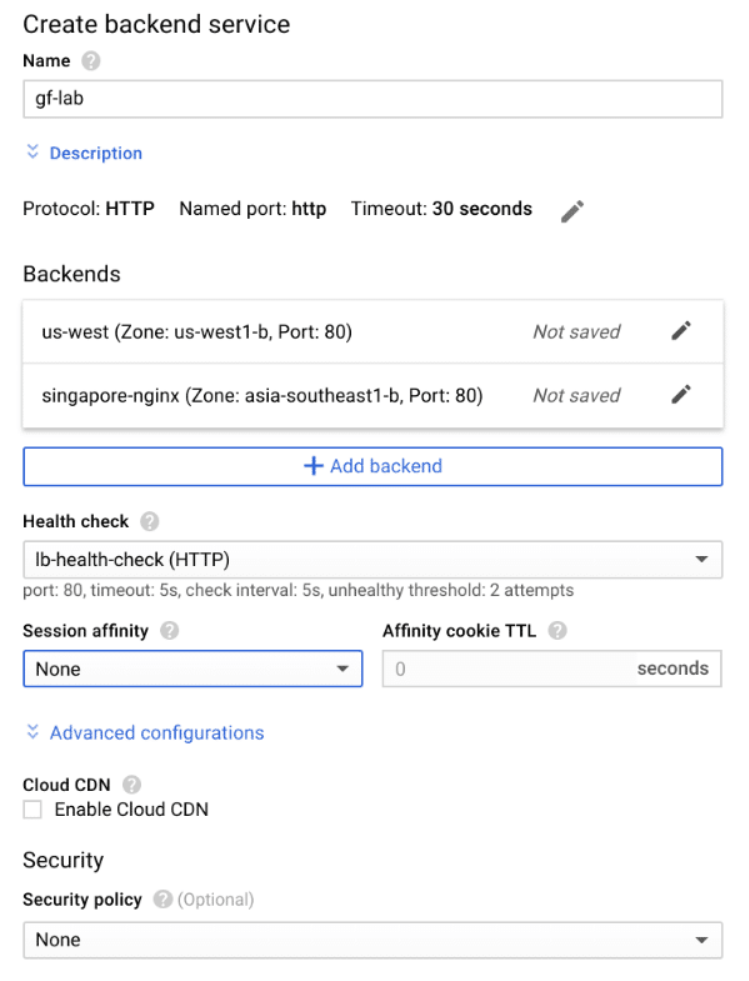 Create backend service
Name
gf-lab
Description
Protocol: HTTP Named port: http Timeout: 30 seconds
Backends
us-west (Zone: us-west1-b, Port: 80) Not saved
singapore-nginx (Zone: asia-southeast1-b, Port: 80) Not saved
+ Add backend
Health check
lb-health-check (HTTP)
port: 80, timeout: 5s, check interval: 5s, unhealthy threshold: 2 attempts
Session affinity Affinity cookie TTL
None 0 seconds
Advanced configurations
Cloud CDN
Enable Cloud CDN
Security
Security policy (Optional)
None